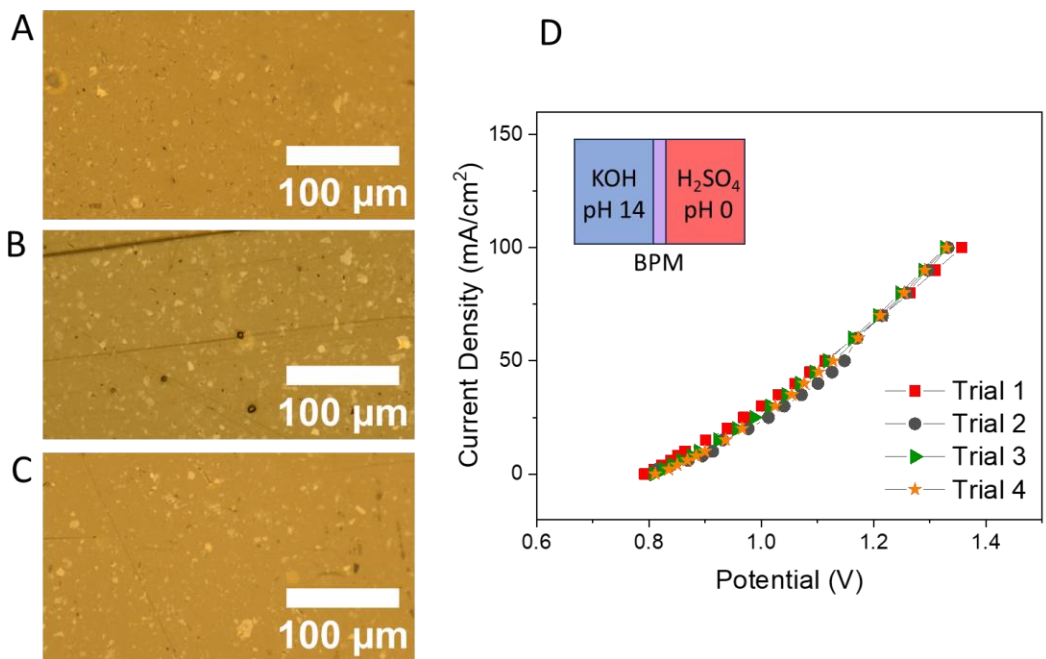 A
100 µm
B
100 µm
C
100 µm
D
Current Density (mA/cm²)
150
100
50
0
KOH
pH 14
H₂SO₄
pH 0
BPM
Trial 1
Trial 2
Trial 3
Trial 4
0.6
0.8
1.0
1.2
1.4
Potential (V)